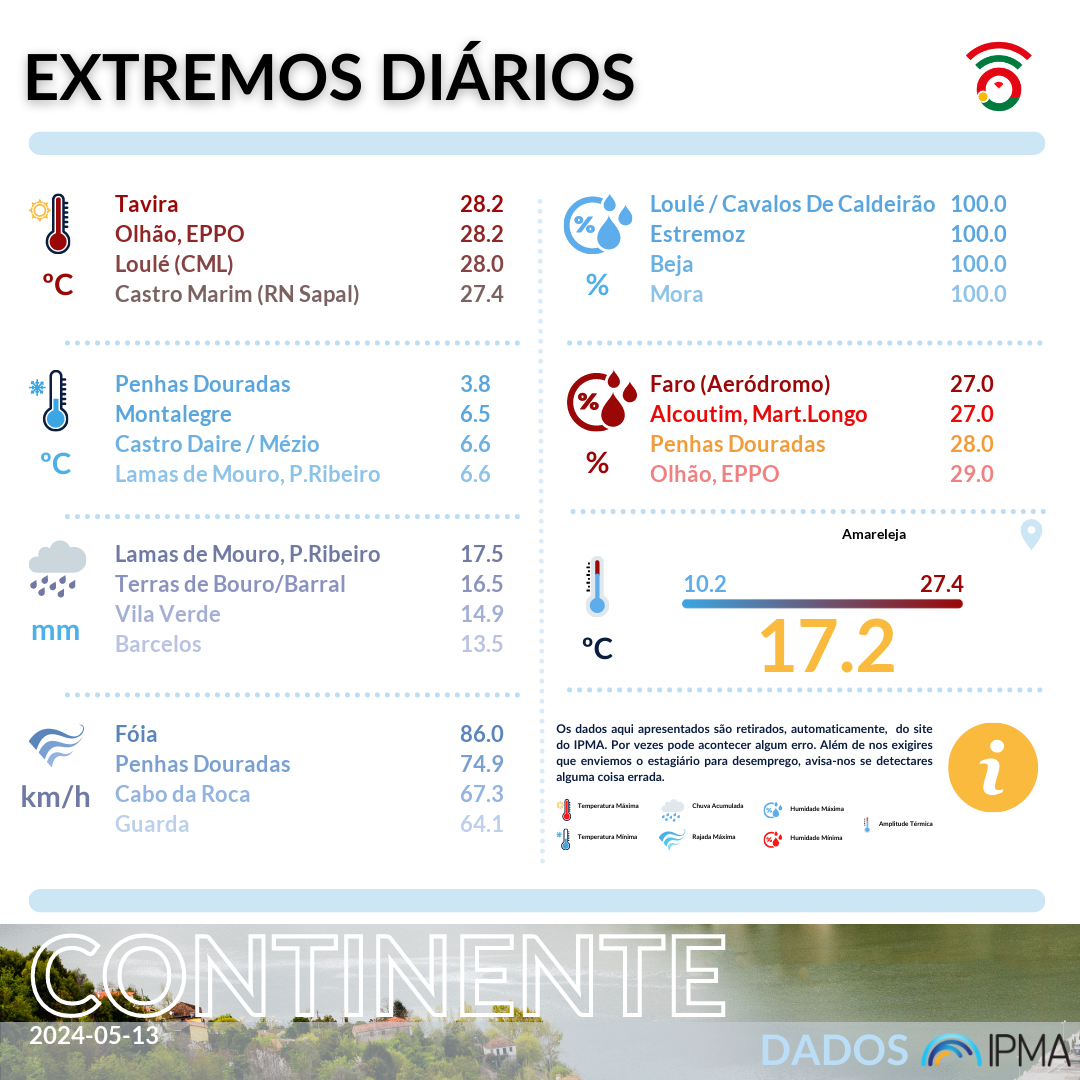 EXTREMOS DIÁRIOS
°C
Tavira 28.2
Olhão, EPPO 28.2
Loulé (CML) 28.0
Castro Marim (RN Sapal) 27.4
°C
Penhas Douradas 3.8
Montalegre 6.5
Castro Daire / Mézio 6.6
Lamas de Mouro, P.Ribeiro 6.6
mm
Lamas de Mouro, P.Ribeiro 17.5
Terras de Bouro/Barral 16.5
Vila Verde 14.9
Barcelos 13.5
km/h
Fóia 86.0
Penhas Douradas 74.9
Cabo da Roca 67.3
Guarda 64.1
%
%
Loulé / Cavalos De Caldeirão 100.0
Estremoz 100.0
Beja 100.0
Mora 100.0
%
%
Faro (Aeródromo) 27.0
Alcoutim, Mart.Longo 27.0
Penhas Douradas 28.0
Olhão, EPPO 29.0
Amareleja
°C
10.2 27.4
17.2
Os dados aqui apresentados são retirados, automaticamente, do site
do IPMA. Por vezes pode acontecer algum erro. Além de nos exigires
que enviemos o estagiário para desemprego, avisa-nos se detectares
alguma coisa errada.
i
Temperatura Máxima
Chuva Acumulada
Humidade Máxima
Amplitude Térmica
Temperatura Mínima
Rajada Máxima
Humidade Mínima
CONTINENTE
2024-05-13
DADOS IPMA